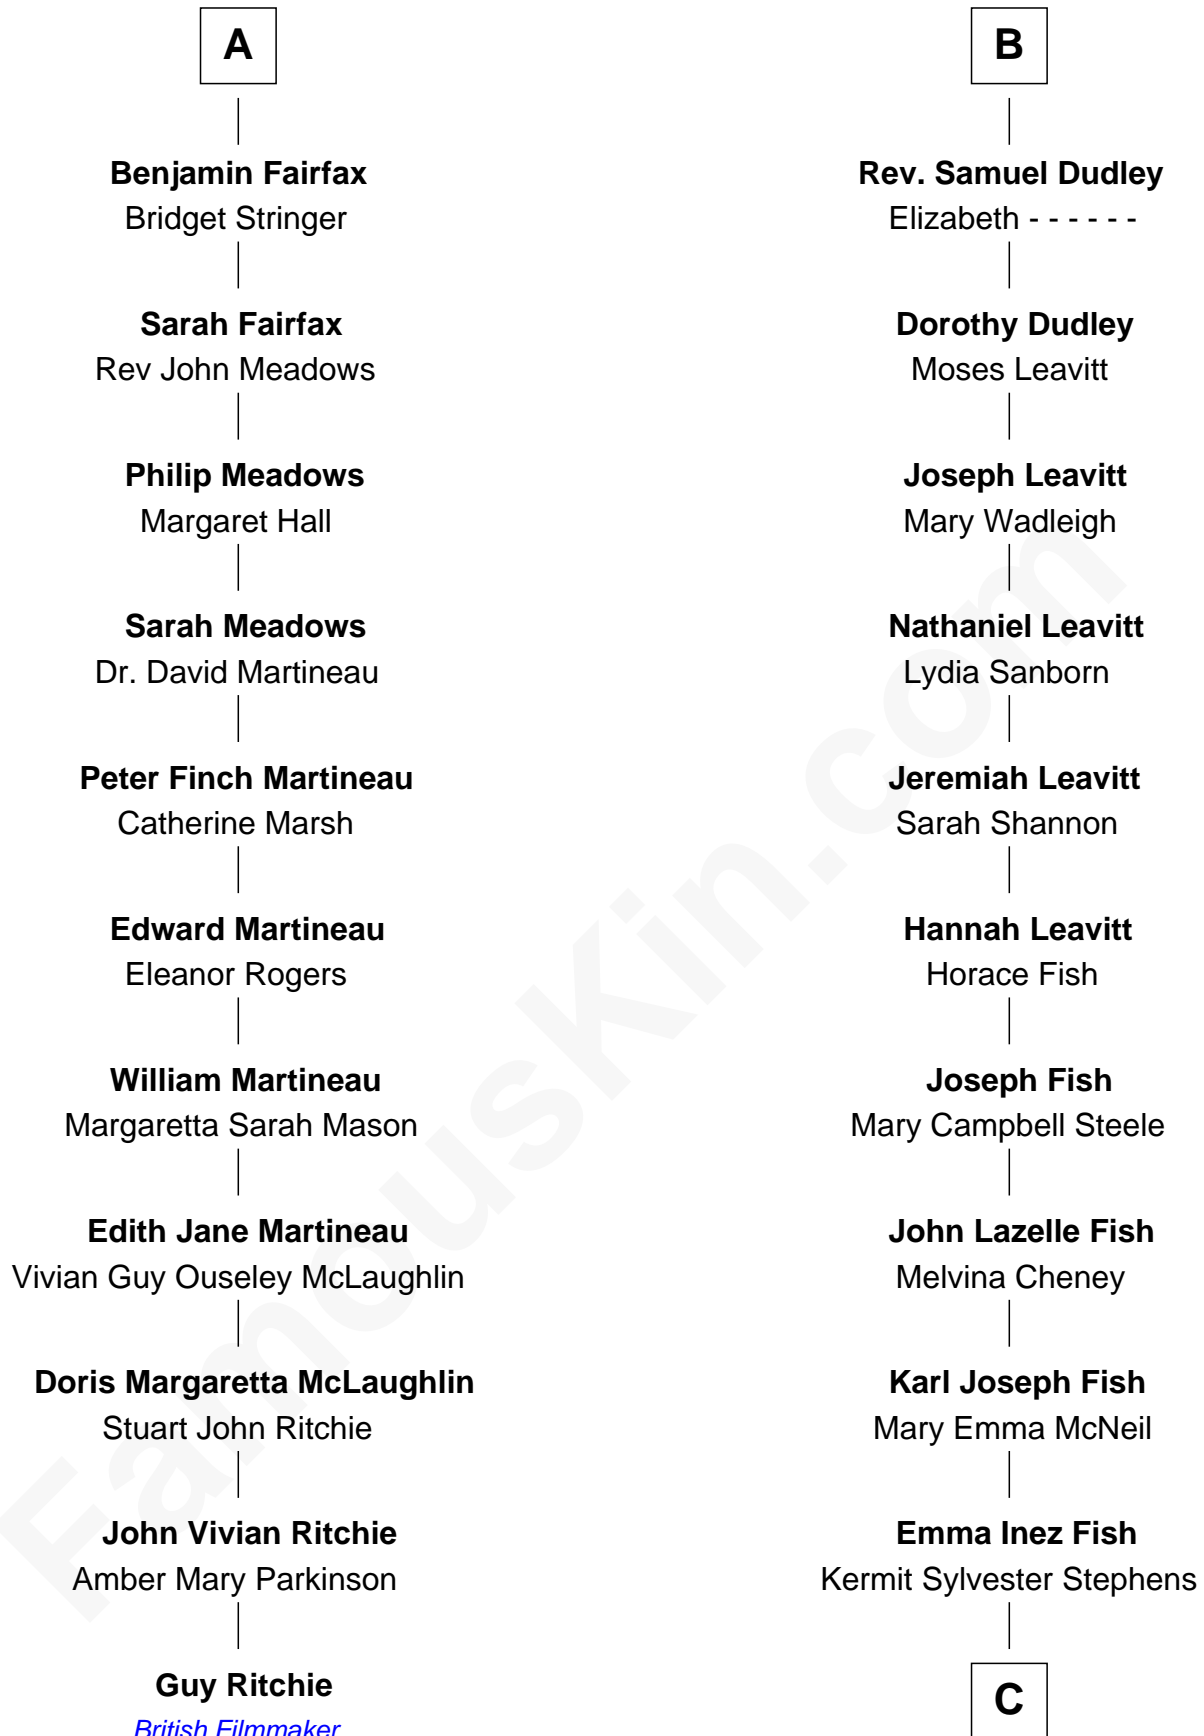 A
Benjamin Fairfax
Bridget Stringer
Sarah Fairfax
Rev John Meadows
Philip Meadows
Margaret Hall
Sarah Meadows
Dr. David Martineau
Peter Finch Martineau
Catherine Marsh
Edward Martineau
Eleanor Rogers
William Martineau
Margaretta Sarah Mason
Edith Jane Martineau
Vivian Guy Ouseley McLaughlin
Doris Margaretta McLaughlin
Stuart John Ritchie
John Vivian Ritchie
Amber Mary Parkinson
Guy Ritchie
British Filmmaker
B
Rev. Samuel Dudley
Elizabeth - - - - - -
Dorothy Dudley
Moses Leavitt
Joseph Leavitt
Mary Wadleigh
Nathaniel Leavitt
Lydia Sanborn
Jeremiah Leavitt
Sarah Shannon
Hannah Leavitt
Horace Fish
Joseph Fish
Mary Campbell Steele
John Lazelle Fish
Melvina Cheney
Karl Joseph Fish
Mary Emma McNeil
Emma Inez Fish
Kermit Sylvester Stephens
C
FamousKin.com